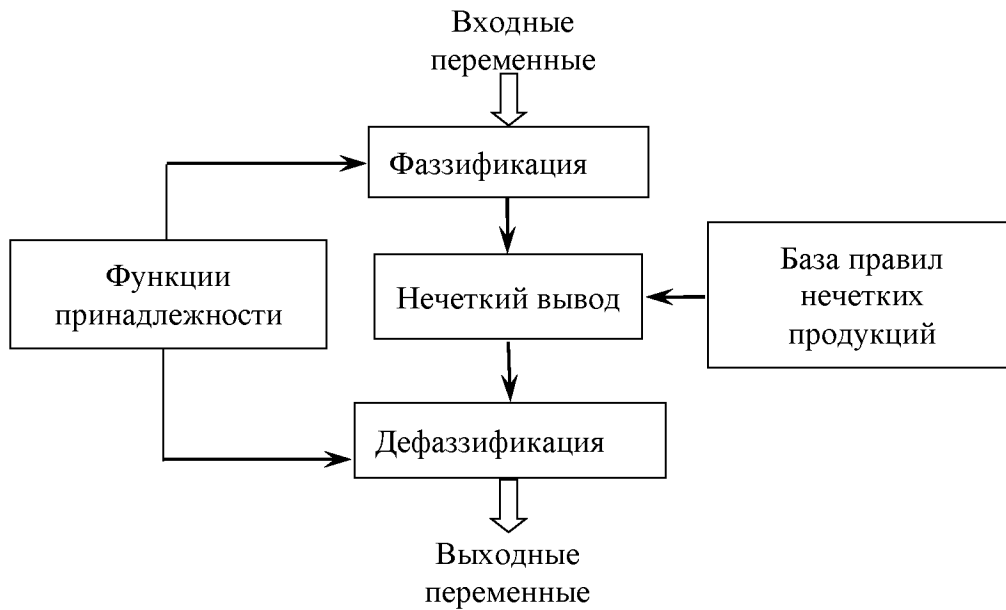 Входные
переменные
Фаззификация
Функции
принадлежности
Нечеткий вывод
База правил
нечетких
продукций
Дефаззификация
Выходные
переменные